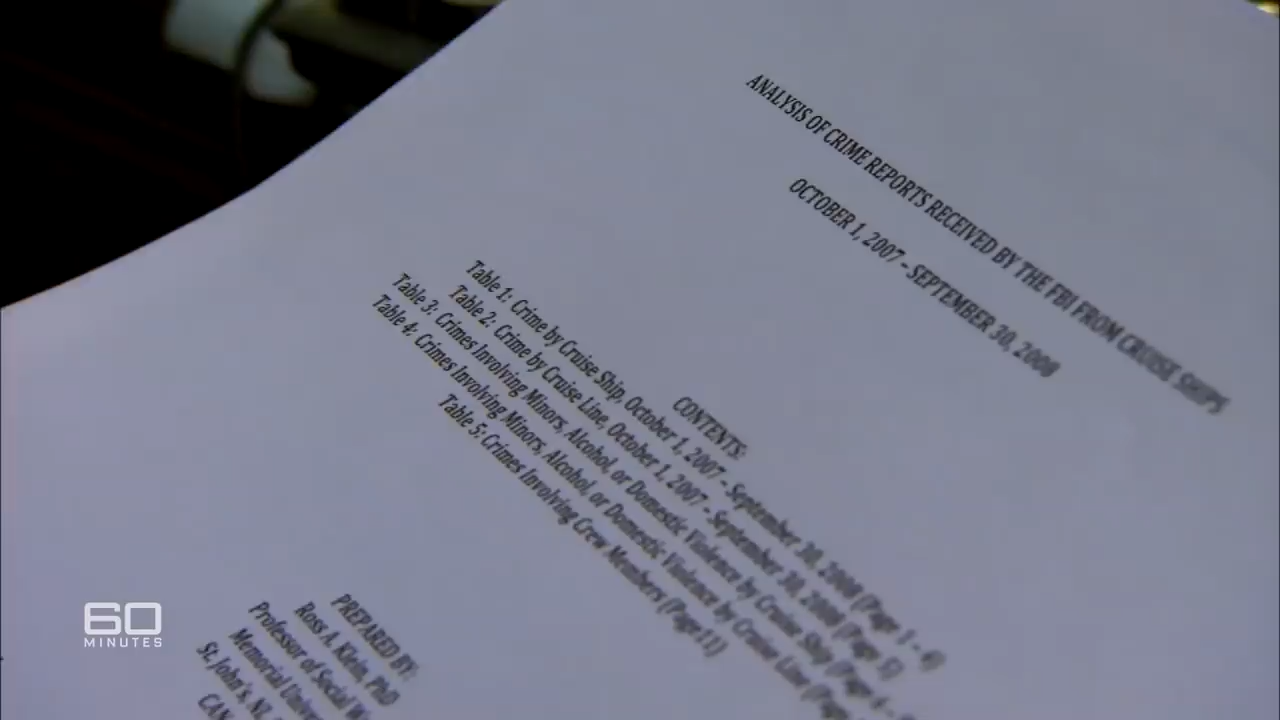 ANALYSIS OF CRIME REPORTS RECEIVED BY THE FBI FROM CRUISE SHIPS
OCTOBER 1, 2007 - SEPTEMBER 30, 2008
CONTENTS:
Table 1: Crime by Cruise Ship, October 1, 2007 - September 30, 2008 (Page 1 - 4)
Table 2: Crime by Cruise Line, October 1, 2007 - September 30, 2008 (Page 5)
Table 3: Crimes Involving Minors, Alcohol, or Domestic Violence by Cruise Ship (Page 6 -
Table 4: Crimes Involving Minors, Alcohol, or Domestic Violence by Cruise Line (Page
Table 5: Crimes Involving Crew Members (Page 11)
PREPARED BY:
Ross A. Klein, PhD
Professor of Social
Memorial
St. John's, NL
60
MINUTES